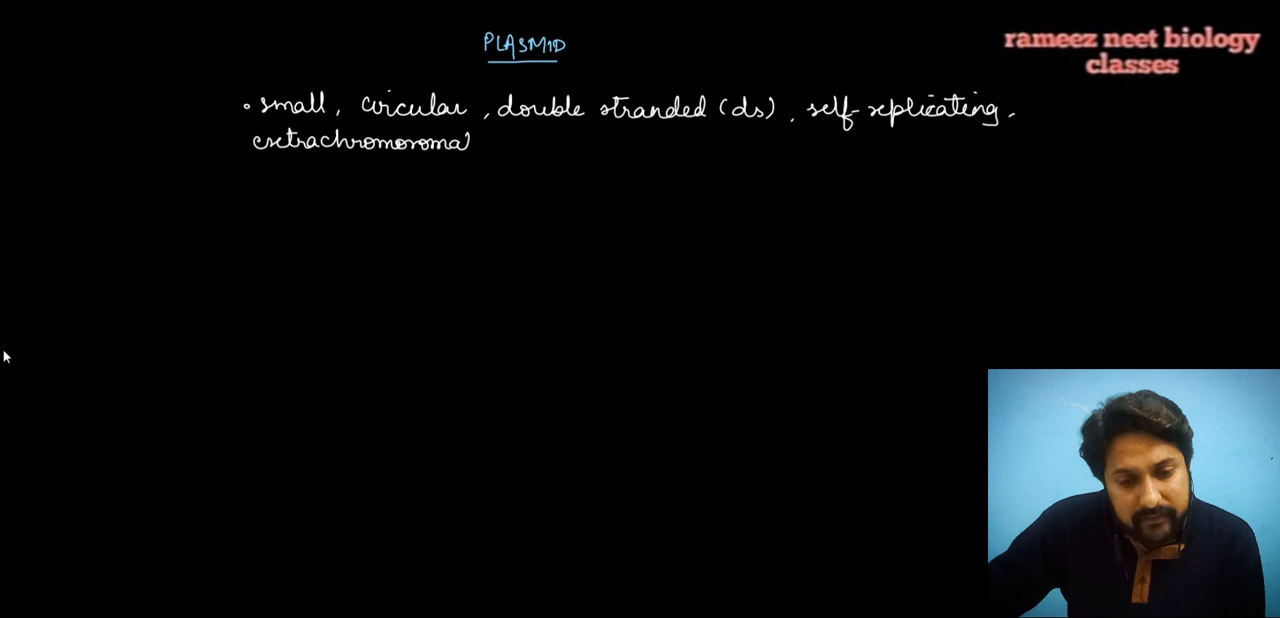 PLASMID
rameez neet biology
classes
• small, circular, double stranded (ds), self-replicating,
extrachromosomal